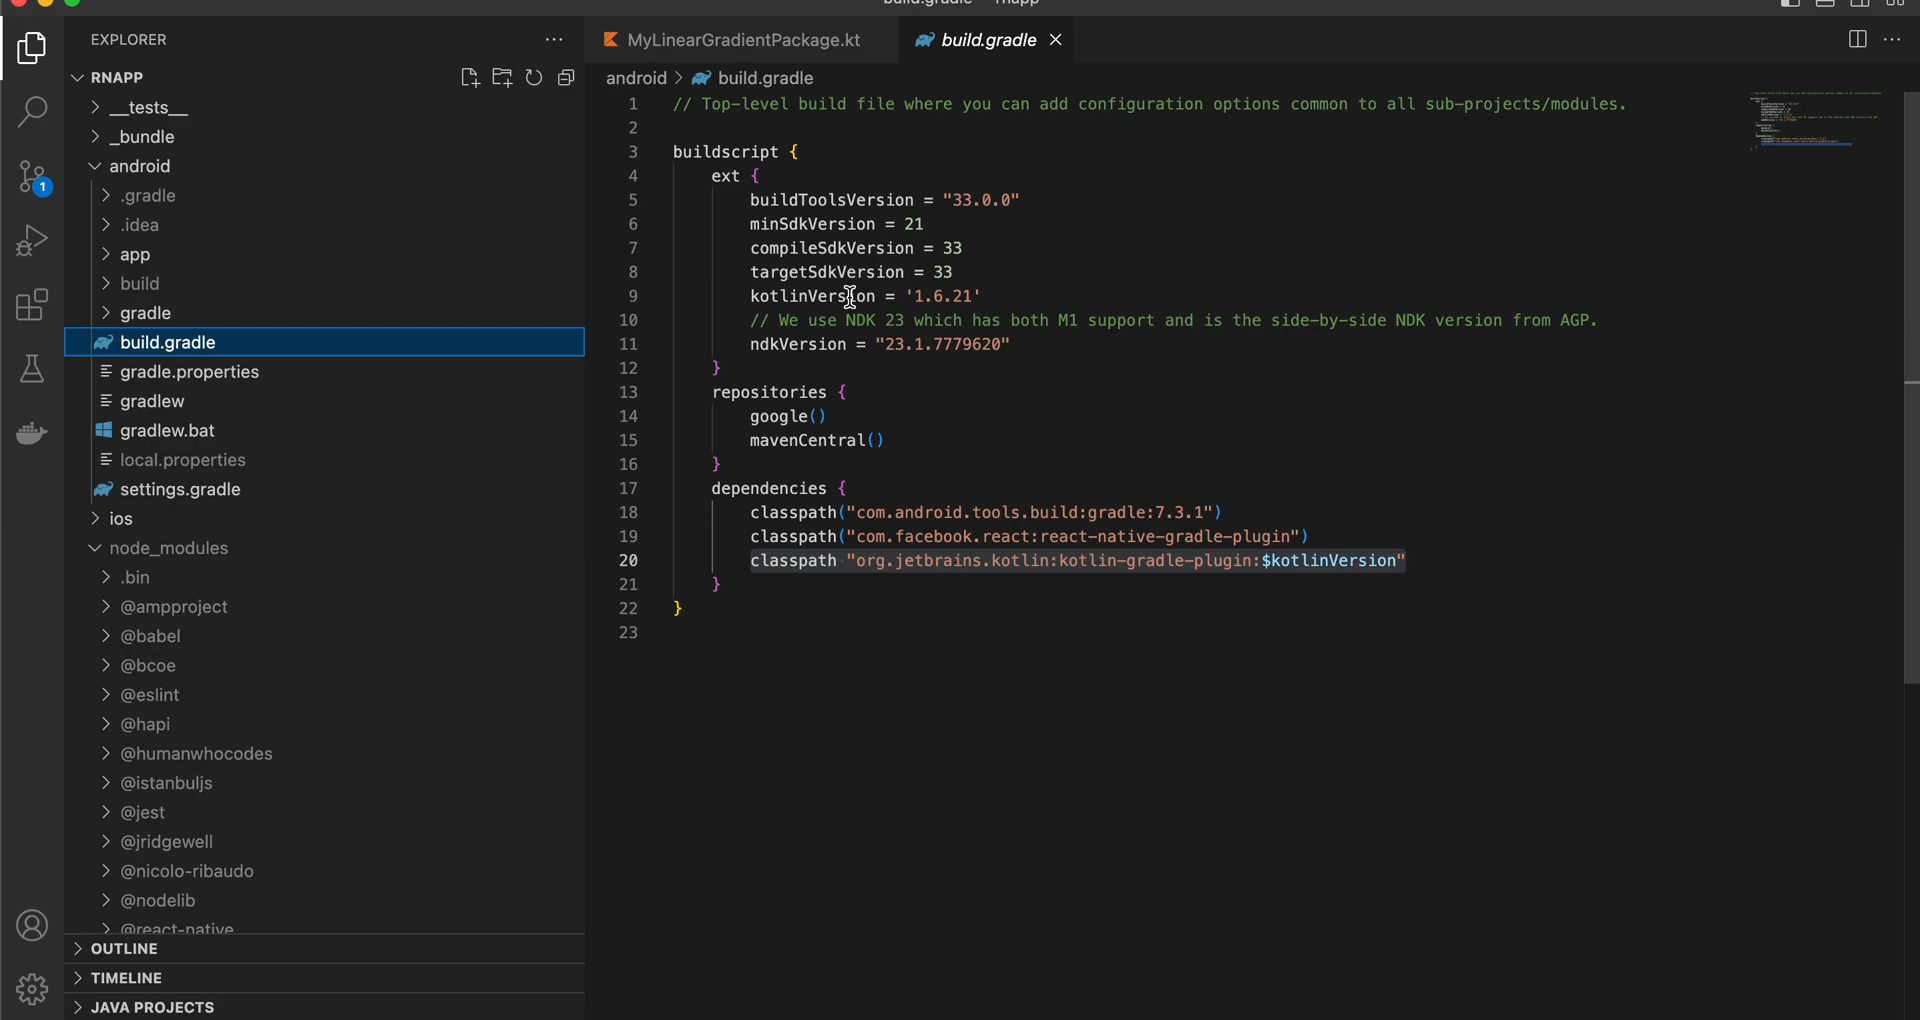 EXPLORER
RNAPP
__tests__
_bundle
android
.gradle
.idea
app
build
gradle
build.gradle
gradle.properties
gradlew
gradlew.bat
local.properties
settings.gradle
ios
node_modules
.bin
@ampproject
@babel
@bcoe
@eslint
@hapi
@humanwhocodes
@istanbuljs
@jest
@jridgewell
@nicolo-ribaudo
@nodelib
@react-native
OUTLINE
TIMELINE
JAVA PROJECTS
1
MyLinearGradientPackage.kt
build.gradle
android > build.gradle
1 // Top-level build file where you can add configuration options common to all sub-projects/modules.
2
3 buildscript {
4 ext {
5 buildToolsVersion = "33.0.0"
6 minSdkVersion = 21
7 compileSdkVersion = 33
8 targetSdkVersion = 33
9 kotlinVersion = '1.6.21'
10 // We use NDK 23 which has both M1 support and is the side-by-side NDK version from AGP.
11 ndkVersion = "23.1.7779620"
12 }
13 repositories {
14 google()
15 mavenCentral()
16 }
17 dependencies {
18 classpath("com.android.tools.build:gradle:7.3.1")
19 classpath("com.facebook.react:react-native-gradle-plugin")
20 classpath "org.jetbrains.kotlin:kotlin-gradle-plugin:$kotlinVersion"
21 }
22 }
23